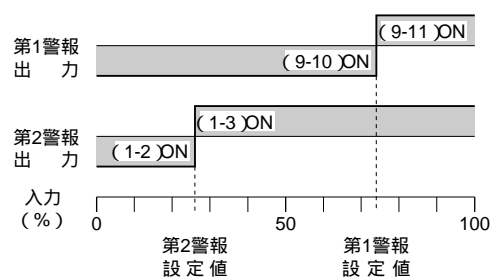 第1警報
出 力
(9-11)ON
(9-10)ON
第2警報
出 力
(1-3)ON
(1-2)ON
入力
(%)
0 50 100
第2警報
設定値
第1警報
設定値